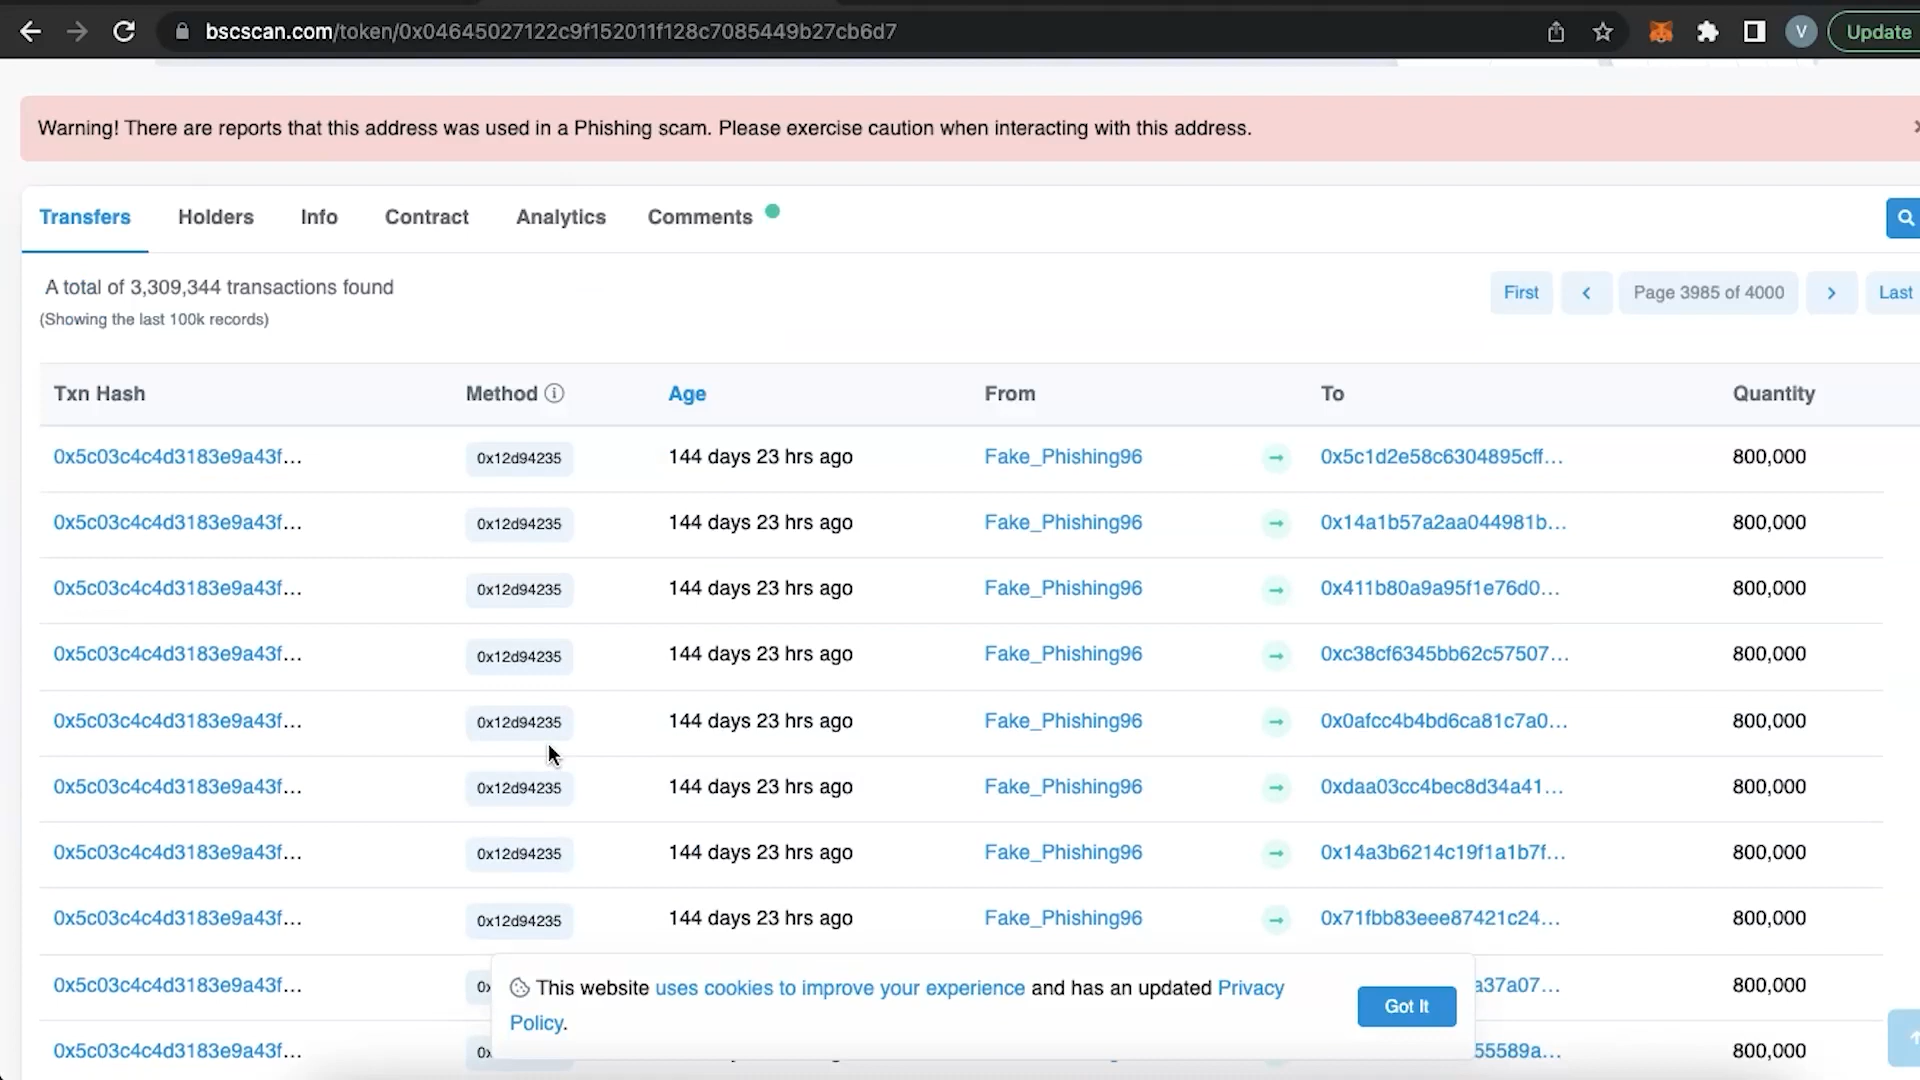 bscscan.com/token/0x04645027122c9f152011f128c7085449b27cb6d7
V
Update
Warning! There are reports that this address was used in a Phishing scam. Please exercise caution when interacting with this address.
Transfers Holders Info Contract Analytics Comments
A total of 3,309,344 transactions found
(Showing the last 100k records)
First Page 3985 of 4000 Last
Txn Hash Method Age From To Quantity
0x5c03c4c4d3183e9a43f... 0x12d94235 144 days 23 hrs ago Fake_Phishing96 0x5c1d2e58c6304895cff... 800,000
0x5c03c4c4d3183e9a43f... 0x12d94235 144 days 23 hrs ago Fake_Phishing96 0x14a1b57a2aa044981b... 800,000
0x5c03c4c4d3183e9a43f... 0x12d94235 144 days 23 hrs ago Fake_Phishing96 0x411b80a9a95f1e76d0... 800,000
0x5c03c4c4d3183e9a43f... 0x12d94235 144 days 23 hrs ago Fake_Phishing96 0xc38cf6345bb62c57507... 800,000
0x5c03c4c4d3183e9a43f... 0x12d94235 144 days 23 hrs ago Fake_Phishing96 0x0afcc4b4bd6ca81c7a0... 800,000
0x5c03c4c4d3183e9a43f... 0x12d94235 144 days 23 hrs ago Fake_Phishing96 0xdaa03cc4bec8d34a41... 800,000
0x5c03c4c4d3183e9a43f... 0x12d94235 144 days 23 hrs ago Fake_Phishing96 0x14a3b6214c19f1a1b7f... 800,000
0x5c03c4c4d3183e9a43f... 0x12d94235 144 days 23 hrs ago Fake_Phishing96 0x71fbb83eee87421c24... 800,000
0x5c03c4c4d3183e9a43f... 0x a37a07... 800,000
This website uses cookies to improve your experience and has an updated Privacy
Policy.
Got It
0x5c03c4c4d3183e9a43f... 0x 55589a... 800,000